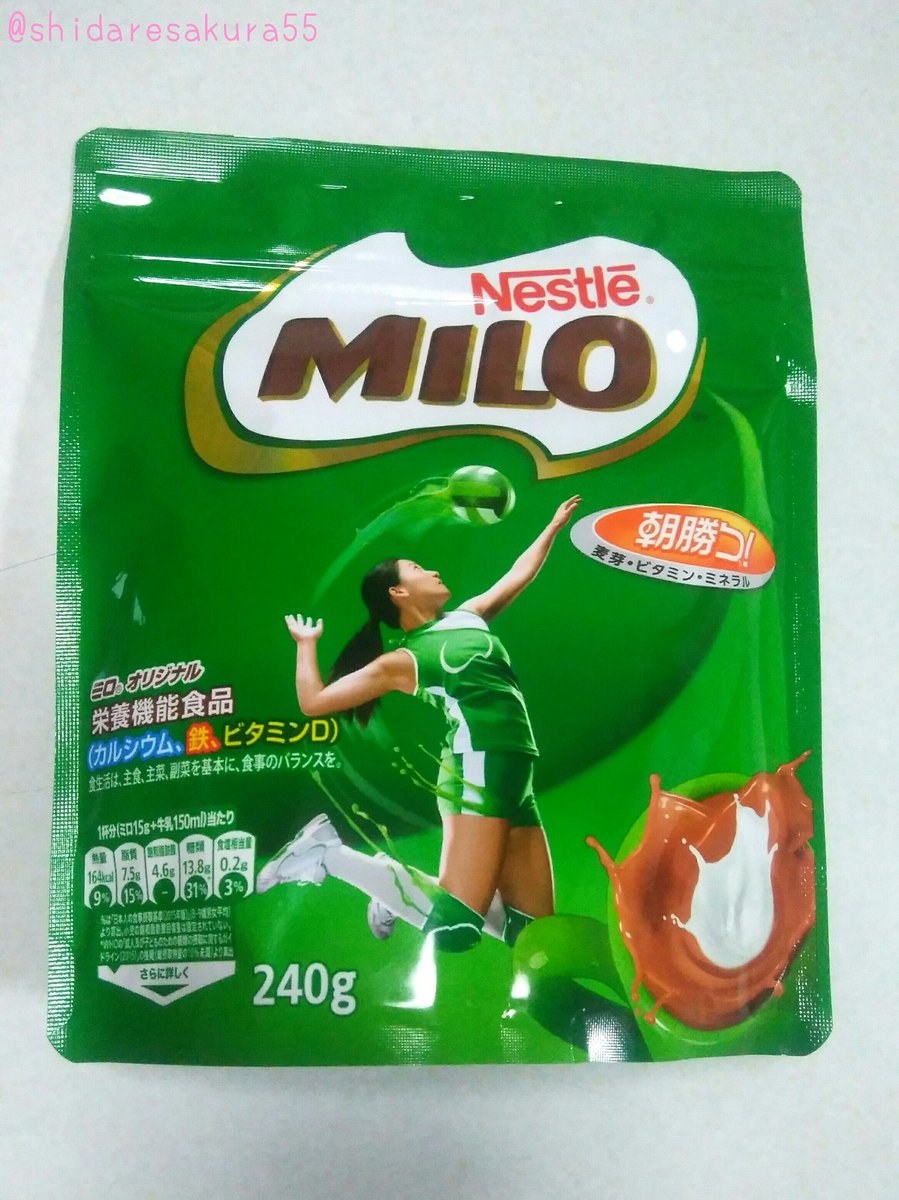 @shidaresakura55
Nestlé®
MILO
朝勝つ!
麦芽・ビタミン・ミネラル
ミロ® オリジナル
栄養機能食品
(カルシウム、鉄、ビタミンD)
食生活は、主食、主菜、副菜を基本に、食事のバランスを。
1杯分(ミロ15g+牛乳150ml)当たり
熱量 脂質 飽和脂肪酸 糖類 食塩相当量
164kcal 7.5g 4.6g 13.8g 0.2g
9% 15% 31% 3%
さらに詳しく
240g